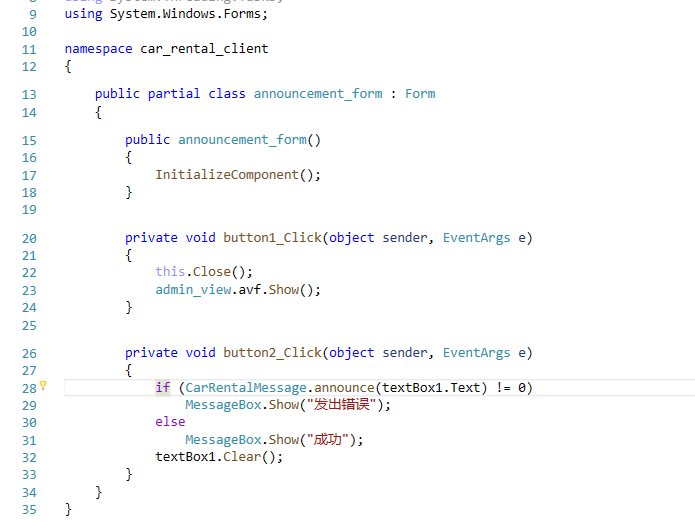 9 using System.Windows.Forms;
10
11 namespace car_rental_client
12 {
13 public partial class announcement_form : Form
14 {
15 public announcement_form()
16 {
17 InitializeComponent();
18 }
19
20 private void button1_Click(object sender, EventArgs e)
21 {
22 this.Close();
23 admin_view.avf.Show();
24 }
25
26 private void button2_Click(object sender, EventArgs e)
27 {
28 if (CarRentalMessage.announce(textBox1.Text) != 0)
29 MessageBox.Show("发出错误");
30 else
31 MessageBox.Show("成功");
32 textBox1.Clear();
33 }
34 }
35 }